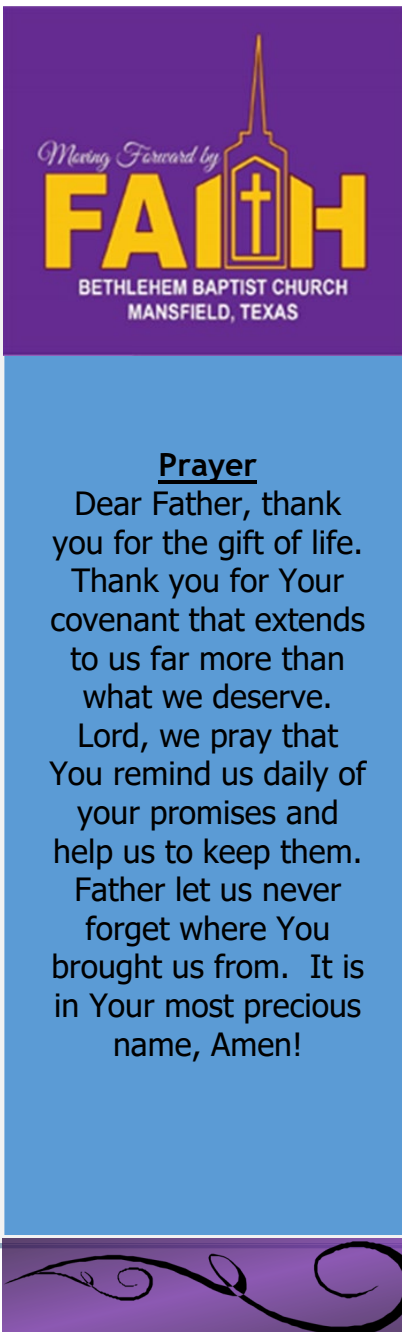 Moving Forward by
FAITH
BETHLEHEM BAPTIST CHURCH
MANSFIELD, TEXAS
Prayer
Dear Father, thank
you for the gift of life.
Thank you for Your
covenant that extends
to us far more than
what we deserve.
Lord, we pray that
You remind us daily of
your promises and
help us to keep them.
Father let us never
forget where You
brought us from.  It is
in Your most precious
name, Amen!